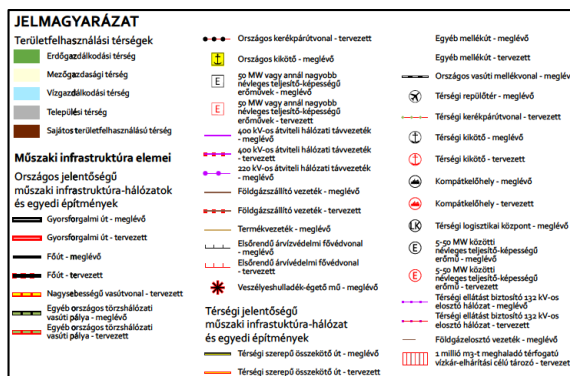 JELMAGYARÁZAT
Területfelhasználási térségek
Erdőgazdálkodási térség
Mezőgazdasági térség
Vízgazdálkodási térség
Települési térség
Sajátos területfelhasználású térség
Műszaki infrastruktúra elemei
Országos jelentőségű
műszaki infrastuktúra-hálózatok
és egyedi építmények
Gyorsforgalmi út - meglévő
Gyorsforgalmi út - tervezett
Főút - meglévő
Főút - tervezett
Nagysebességű vasútvonal - tervezett
Egyéb országos törzshálózati
vasúti pálya - meglévő
Egyéb országos törzshálózati
vasúti pálya - tervezett
Országos kerékpárútvonal - tervezett
Országos kikötő - meglévő
50 MW vagy annál nagyobb
névleges teljesítő-képességű
erőművek - meglévő
50 MW vagy annál nagyobb
névleges teljesítő-képességű
erőművek - tervezett
400 kV-os átviteli hálózati távvezeték
- meglévő
400 kV-os átviteli hálózati távvezeték
- tervezett
220 kV-os átviteli hálózati távvezeték
- meglévő
Földgázszállító vezeték - meglévő
Földgázszállító vezeték - tervezett
Termékvezeték - meglévő
Elsőrendű árvízvédelmi fővédvonal
- meglévő
Elsőrendű árvízvédelmi fővédvonal
- tervezett
Veszélyeshulladék-égető mű - meglévő
Térségi jelentőségű
műszaki infrastuktúra-hálózat
és egyedi építmények
Térségi szerepű összekötő út - meglévő
Térségi szerepű összekötő út - tervezett
Egyéb mellékút - meglévő
Egyéb mellékút - tervezett
Országos vasúti mellékvonal - meglévő
Térségi repülőtér - meglévő
Térségi kerékpárútvonal - tervezett
Térségi kikötő - meglévő
Térségi kikötő - tervezett
Kompátkelőhely - meglévő
Kompátkelőhely - tervezett
LK Térségi logisztikai központ - meglévő
5-50 MW közötti
névleges teljesítő-képességű
erőmű - meglévő
5-50 MW közötti
névleges teljesítő-képességű
erőmű - tervezett
Térségi ellátást biztosító 132 kV-os
elosztó hálózat - meglévő
Térségi ellátást biztosító 132 kV-os
elosztó hálózat - tervezett
Földgázelosztó vezeték - meglévő
1 millió m3-t meghaladó térfogatú
vízkár-elhárítási célú tározó - tervezett